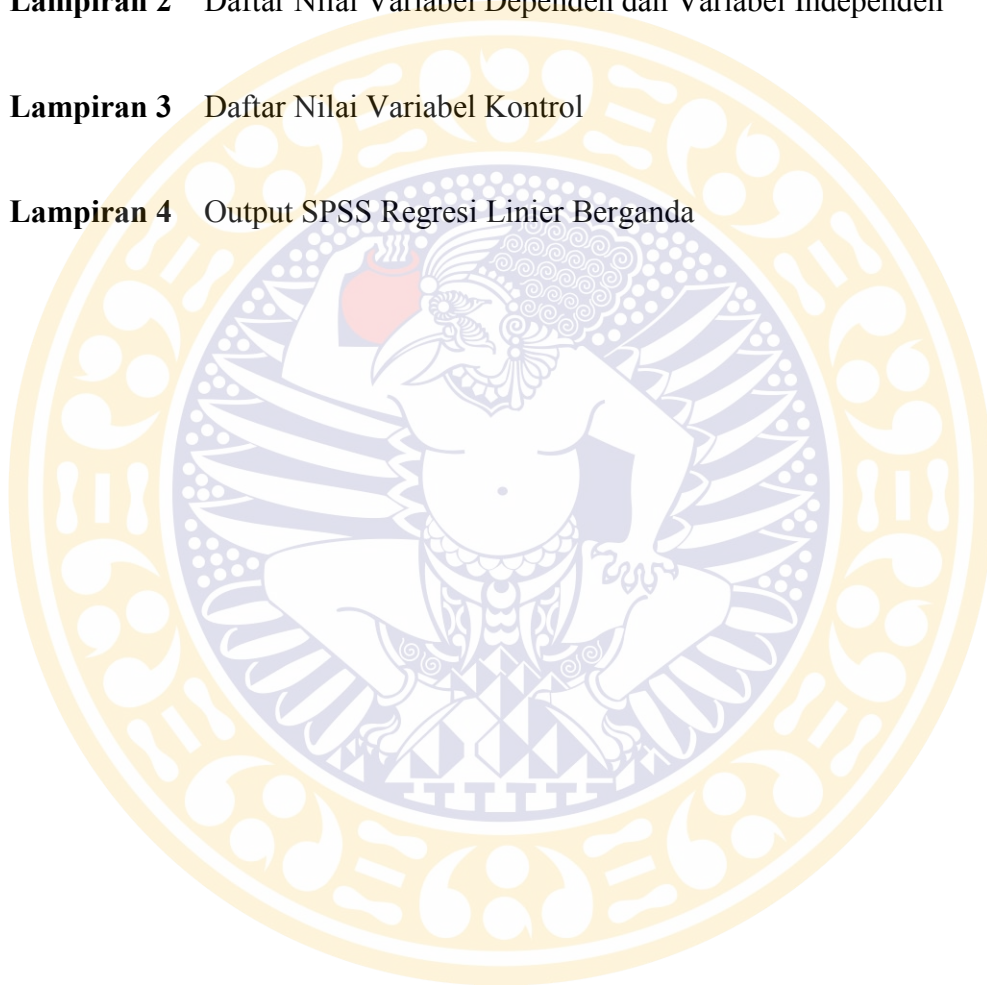 Lampiran 2 Daftar Nilai Variabel Dependen dan Variabel Independen
Lampiran 3 Daftar Nilai Variabel Kontrol
Lampiran 4 Output SPSS Regresi Linier Berganda